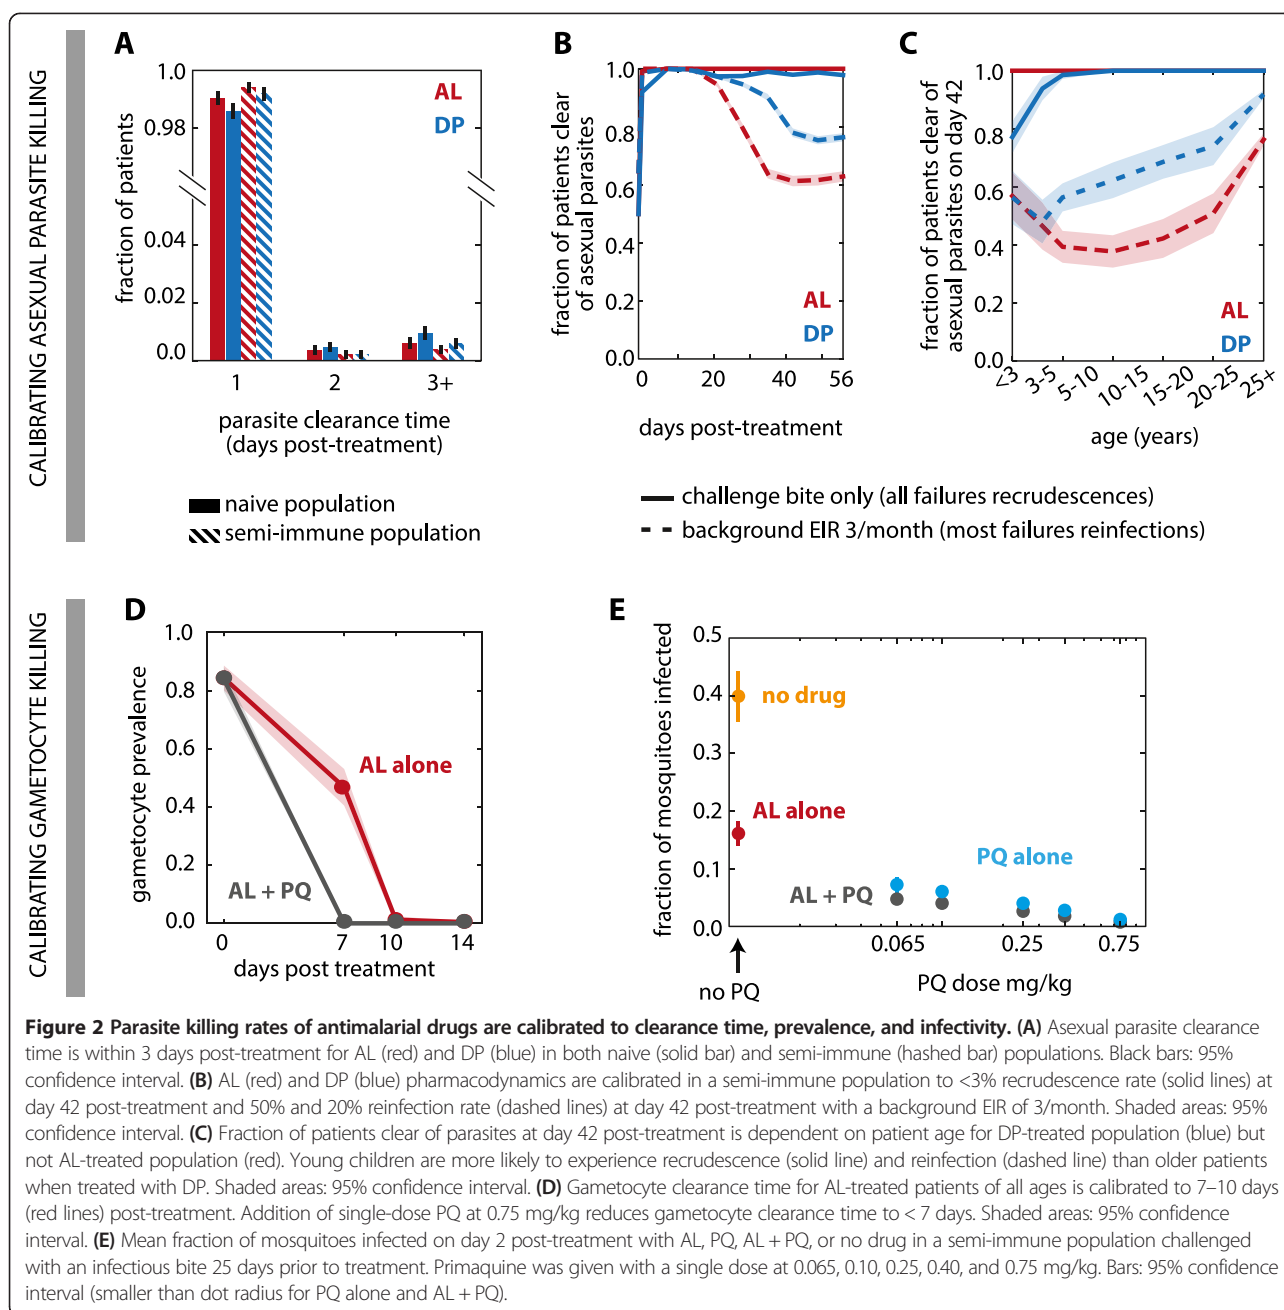 CALIBRATING ASEXUAL PARASITE KILLING
A
fraction of patients
1.0
0.98
0.04
0.02
0.0
AL
DP
1
2
3+
parasite clearance time
(days post-treatment)
naive population
semi-immune population
B
fraction of patients clear
of asexual parasites
1.0
0.8
0.6
0.4
0.2
0.0
AL
DP
0
20
40
56
days post-treatment
C
fraction of patients clear of
asexual parasites on day 42
1.0
0.8
0.6
0.4
0.2
0.0
AL
DP
<3
3-5
5-10
10-15
15-20
20-25
25+
age (years)
challenge bite only (all failures recrudescences)
background EIR 3/month (most failures reinfections)
CALIBRATING GAMETOCYTE KILLING
D
gametocyte prevalence
1.0
0.8
0.6
0.4
0.2
0.0
AL alone
AL + PQ
0
7
10
14
days post treatment
E
fraction of mosquitoes infected
0.5
0.4
0.3
0.2
0.1
0.0
no drug
AL alone
PQ alone
AL + PQ
0.065
0.25
0.75
no PQ
PQ dose mg/kg
Figure 2 Parasite killing rates of antimalarial drugs are calibrated to clearance time, prevalence, and infectivity. (A) Asexual parasite clearance
time is within 3 days post-treatment for AL (red) and DP (blue) in both naive (solid bar) and semi-immune (hashed bar) populations. Black bars: 95%
confidence interval. (B) AL (red) and DP (blue) pharmacodynamics are calibrated in a semi-immune population to <3% recrudescence rate (solid lines) at
day 42 post-treatment and 50% and 20% reinfection rate (dashed lines) at day 42 post-treatment with a background EIR of 3/month. Shaded areas: 95%
confidence interval. (C) Fraction of patients clear of parasites at day 42 post-treatment is dependent on patient age for DP-treated population (blue) but
not AL-treated population (red). Young children are more likely to experience recrudescence (solid line) and reinfection (dashed line) than older patients
when treated with DP. Shaded areas: 95% confidence interval. (D) Gametocyte clearance time for AL-treated patients of all ages is calibrated to 7–10 days
(red lines) post-treatment. Addition of single-dose PQ at 0.75 mg/kg reduces gametocyte clearance time to < 7 days. Shaded areas: 95% confidence
interval. (E) Mean fraction of mosquitoes infected on day 2 post-treatment with AL, PQ, AL + PQ, or no drug in a semi-immune population challenged
with an infectious bite 25 days prior to treatment. Primaquine was given with a single dose at 0.065, 0.10, 0.25, 0.40, and 0.75 mg/kg. Bars: 95% confidence
interval (smaller than dot radius for PQ alone and AL + PQ).